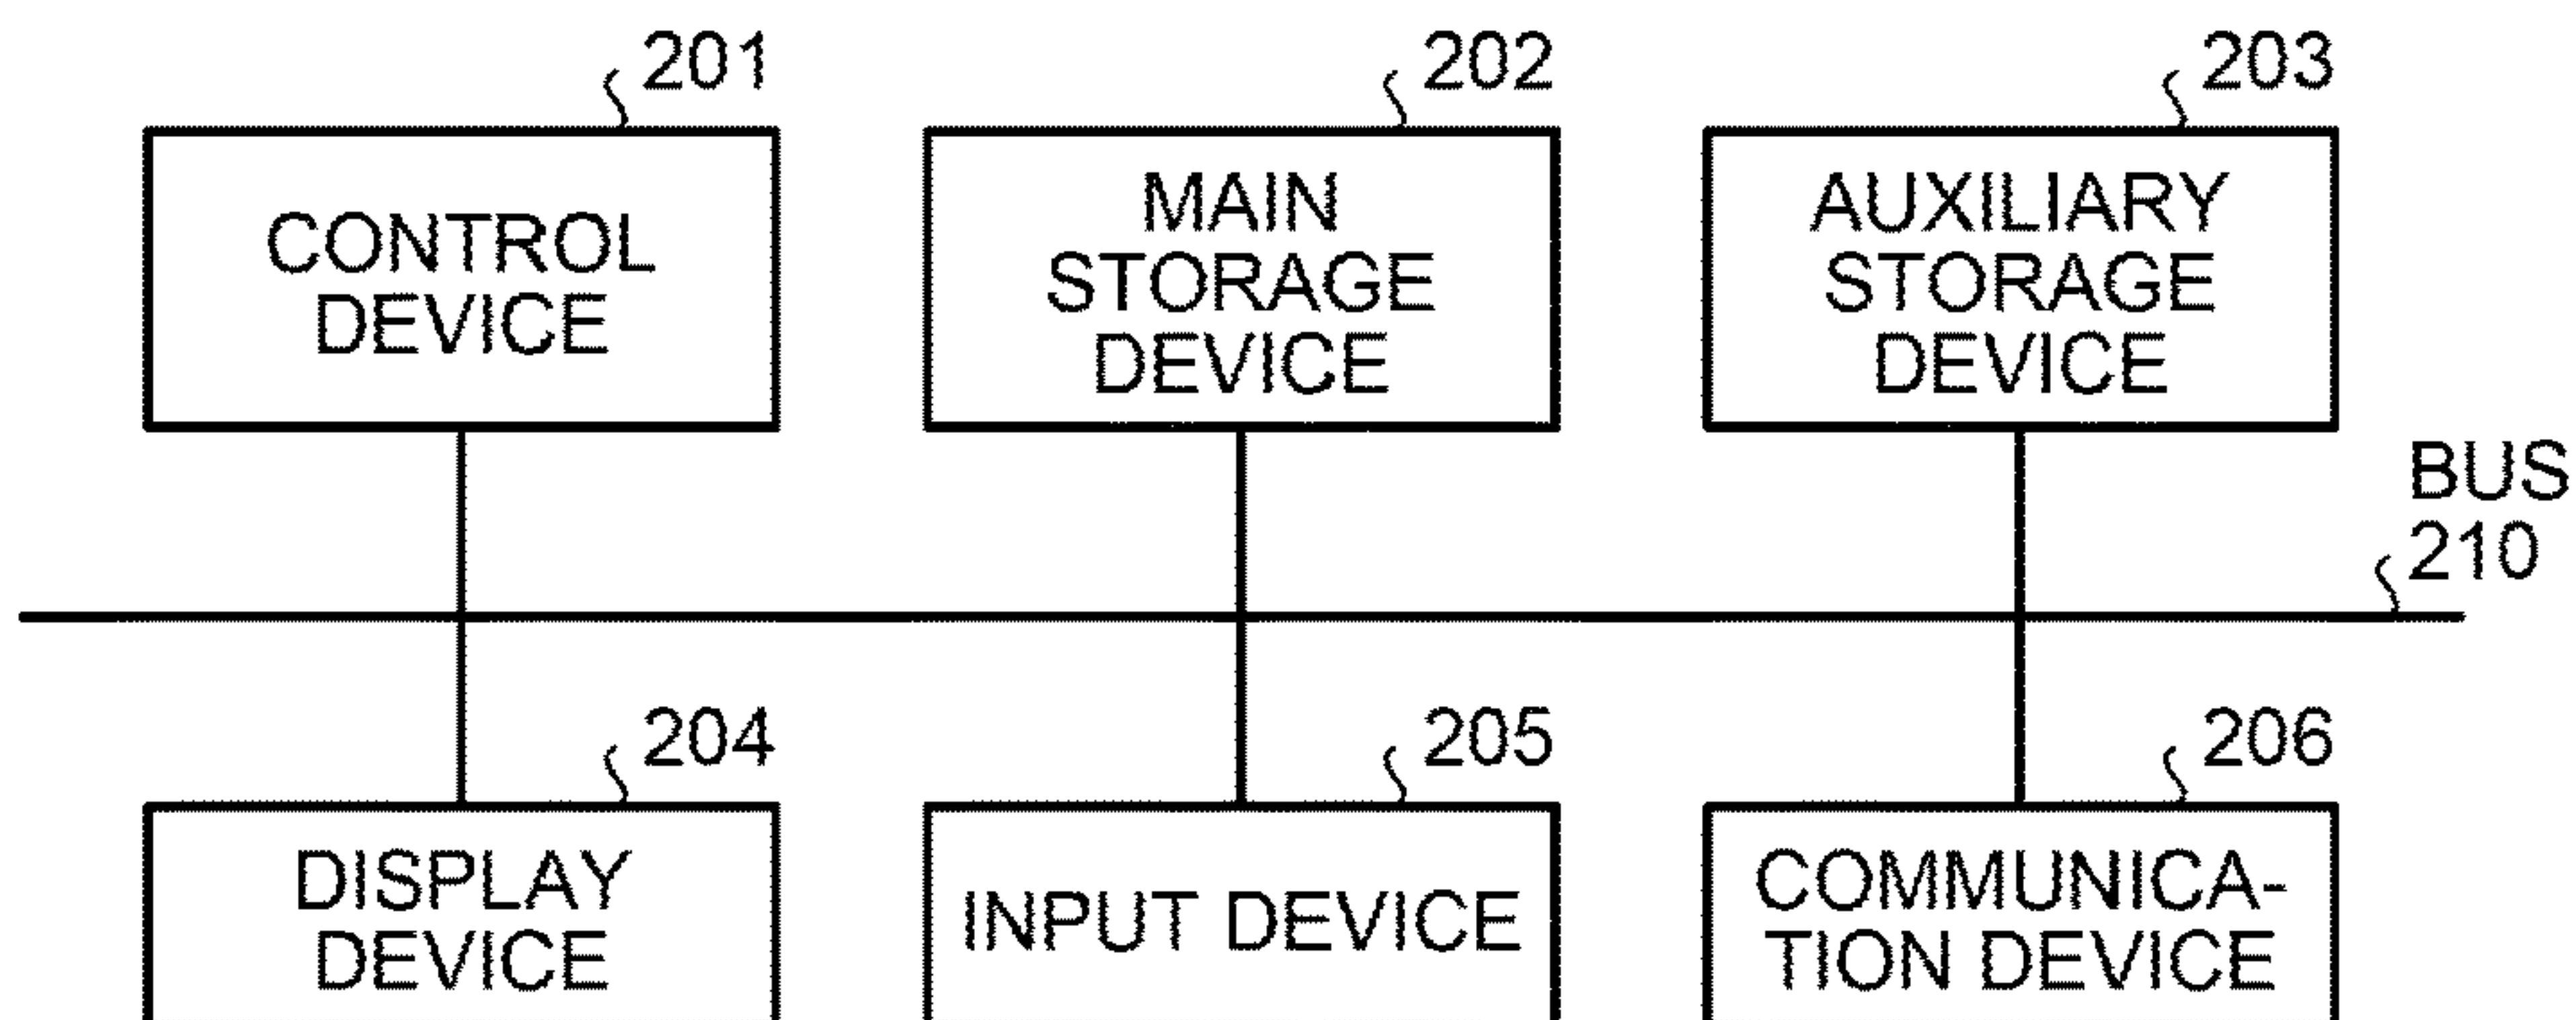 201
CONTROL
DEVICE
202
MAIN
STORAGE
DEVICE
203
AUXILIARY
STORAGE
DEVICE
BUS
210
204
DISPLAY
DEVICE
205
INPUT DEVICE
206
COMMUNICA-
TION DEVICE